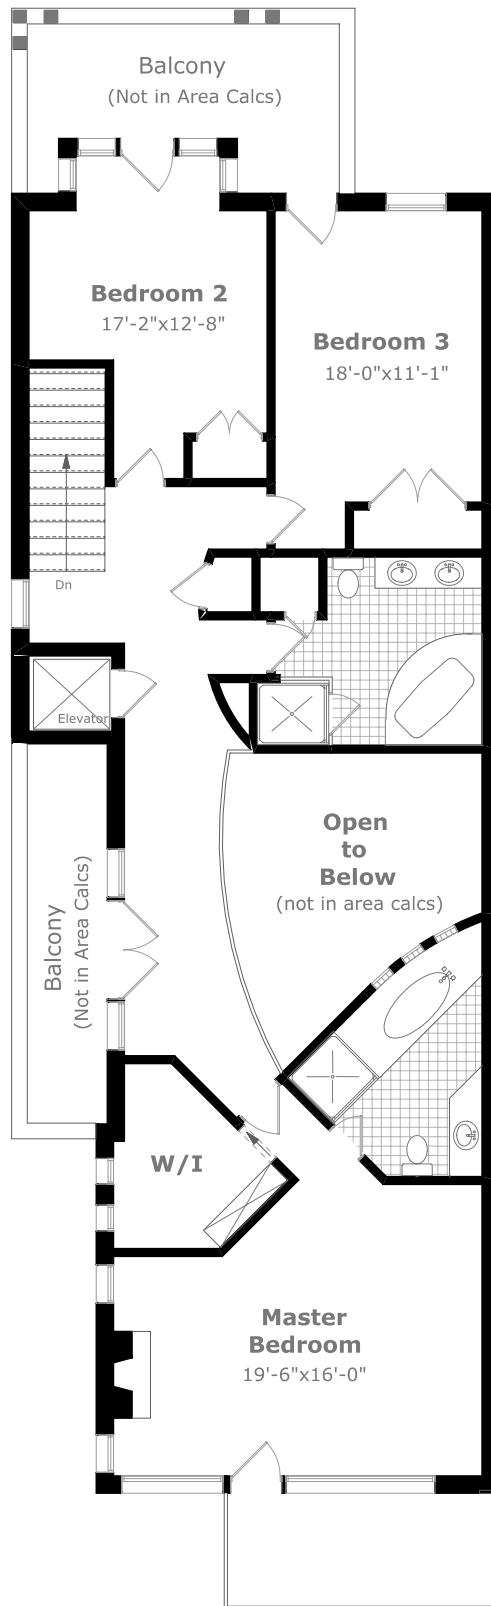 Balcony
(Not in Area Calcs)
Bedroom 2
17'-2"x12'-8"
Bedroom 3
18'-0"x11'-1"
Dn
Elevator
Open
to
Below
(not in area calcs)
Balcony
(Not in Area Calcs)
W/I
Master
Bedroom
19'-6"x16'-0"